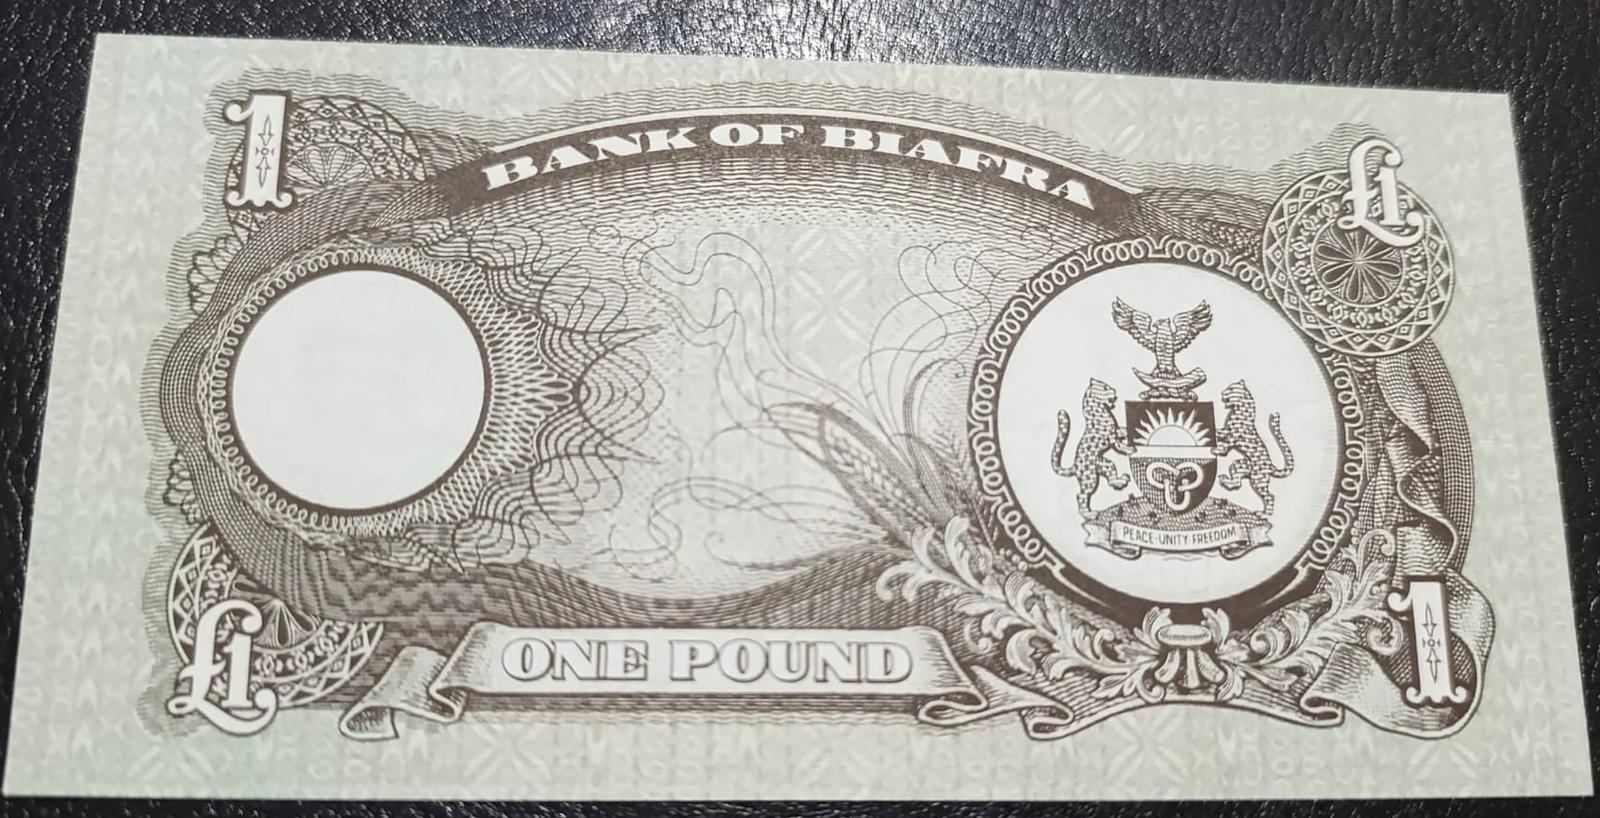 1
BANK OF BIAFRA
£1
PEACE·UNITY FREEDOM
£1
ONE POUND
1